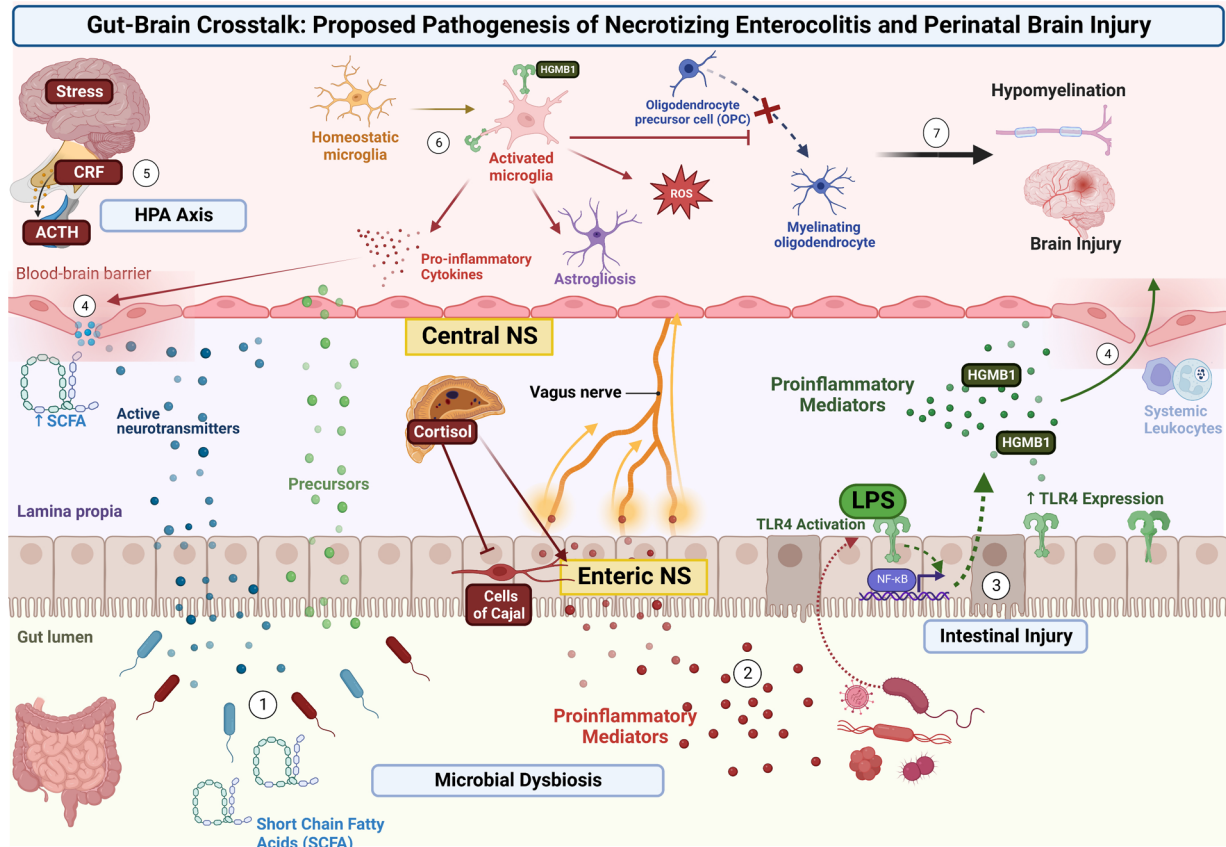 Gut-Brain Crosstalk: Proposed Pathogenesis of Necrotizing Enterocolitis and Perinatal Brain Injury
Stress
CRF
5
HPA Axis
ACTH
Homeostatic
microglia
6
HGMB1
Activated
microglia
Oligodendrocyte
precursor cell (OPC)
ROS
Myelinating
oligodendrocyte
7
Hypomyelination
Brain Injury
Pro-inflammatory
Cytokines
Astrogliosis
Blood-brain barrier
4
Central NS
↑ SCFA
Active
neurotransmitters
Precursors
Cortisol
Vagus nerve
Proinflammatory
Mediators
HGMB1
HGMB1
4
Systemic
Leukocytes
Lamina propia
LPS
TLR4 Activation
↑ TLR4 Expression
NF-κB
3
Enteric NS
Cells
of Cajal
Intestinal Injury
Gut lumen
1
2
Proinflammatory
Mediators
Microbial Dysbiosis
Short Chain Fatty
Acids (SCFA)